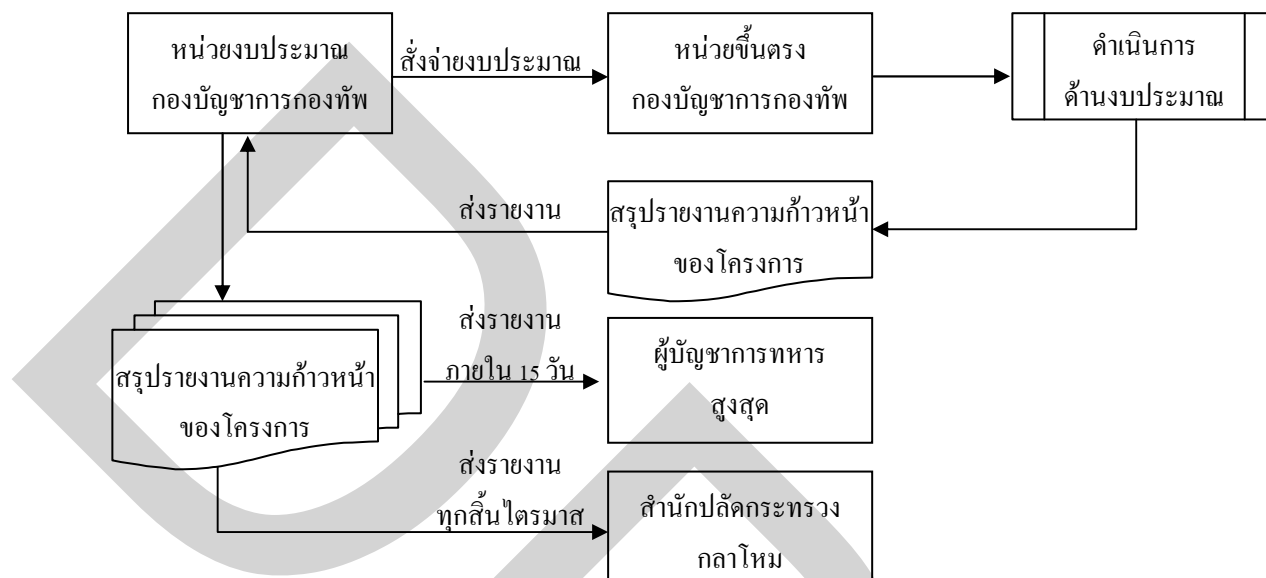 หน่วยงบประมาณ
กองบัญชาการกองทัพ
สั่งจ่ายงบประมาณ
หน่วยขึ้นตรง
กองบัญชาการกองทัพ
ดำเนินการ
ด้านงบประมาณ
ส่งรายงาน
สรุปรายงานความก้าวหน้า
ของโครงการ
สรุปรายงานความก้าวหน้า
ของโครงการ
ส่งรายงาน
ภายใน 15 วัน
ผู้บัญชาการทหาร
สูงสุด
ส่งรายงาน
ทุกสิ้นไตรมาส
สำนักปลัดกระทรวง
กลาโหม